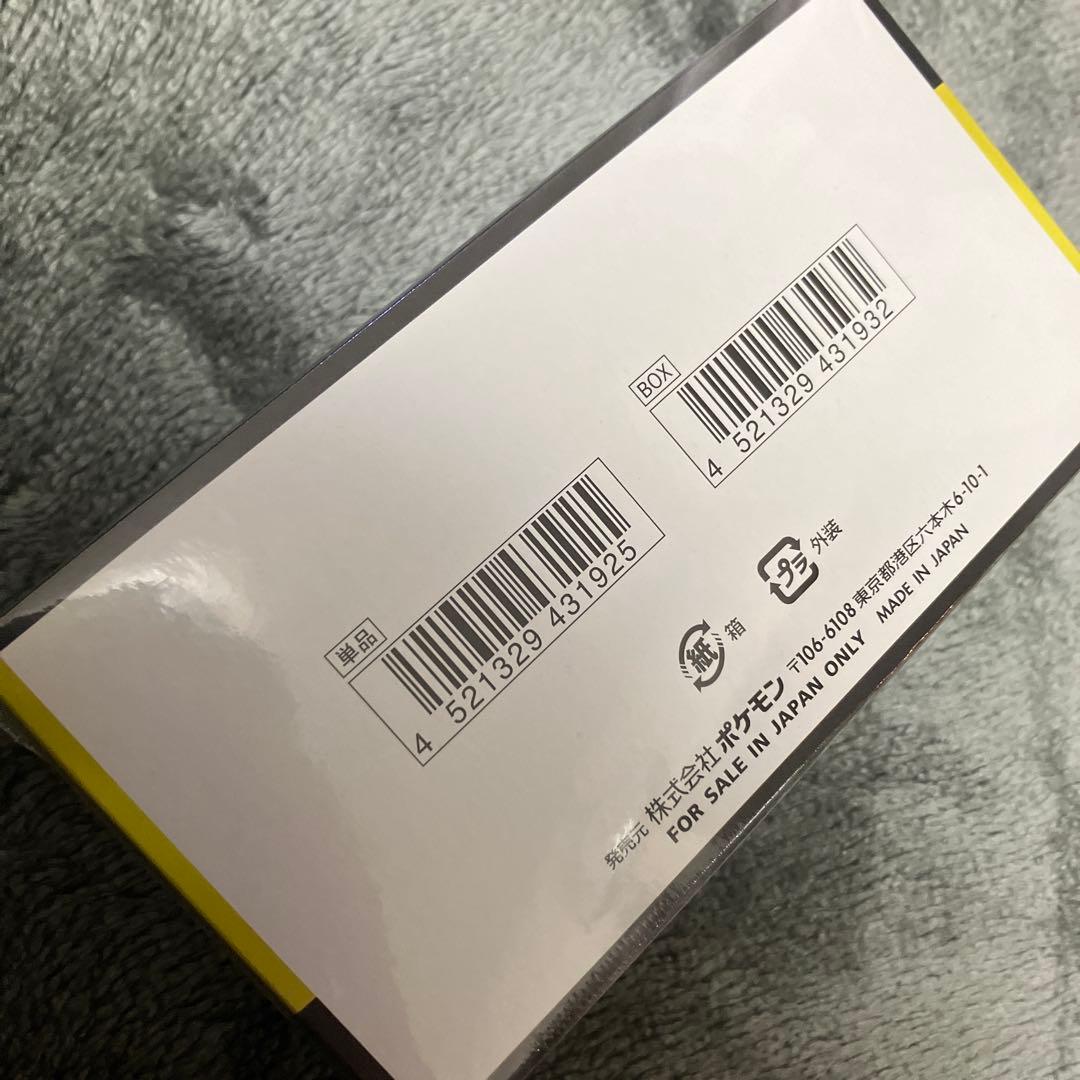 BOX
4 521329 431932
単品
4 521329 431925
プラ 外装
紙 箱
発売元 株式会社 ポケモン 〒106-6108 東京都港区六本木6-10-1
FOR SALE IN JAPAN ONLY MADE IN JAPAN